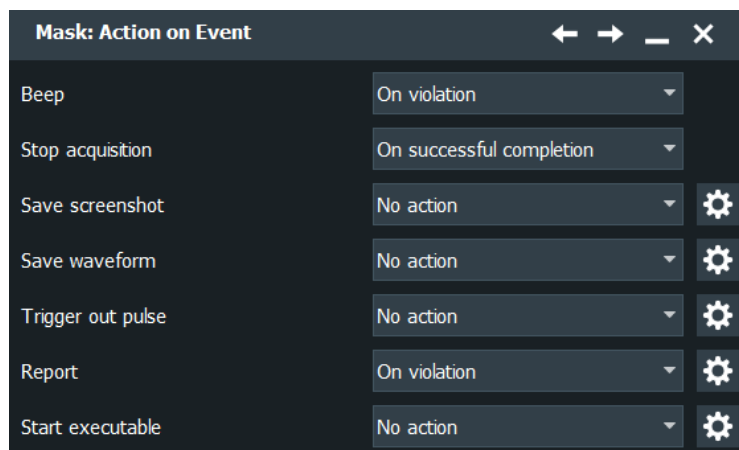 Mask: Action on Event
Beep On violation
Stop acquisition On successful completion
Save screenshot No action
Save waveform No action
Trigger out pulse No action
Report On violation
Start executable No action